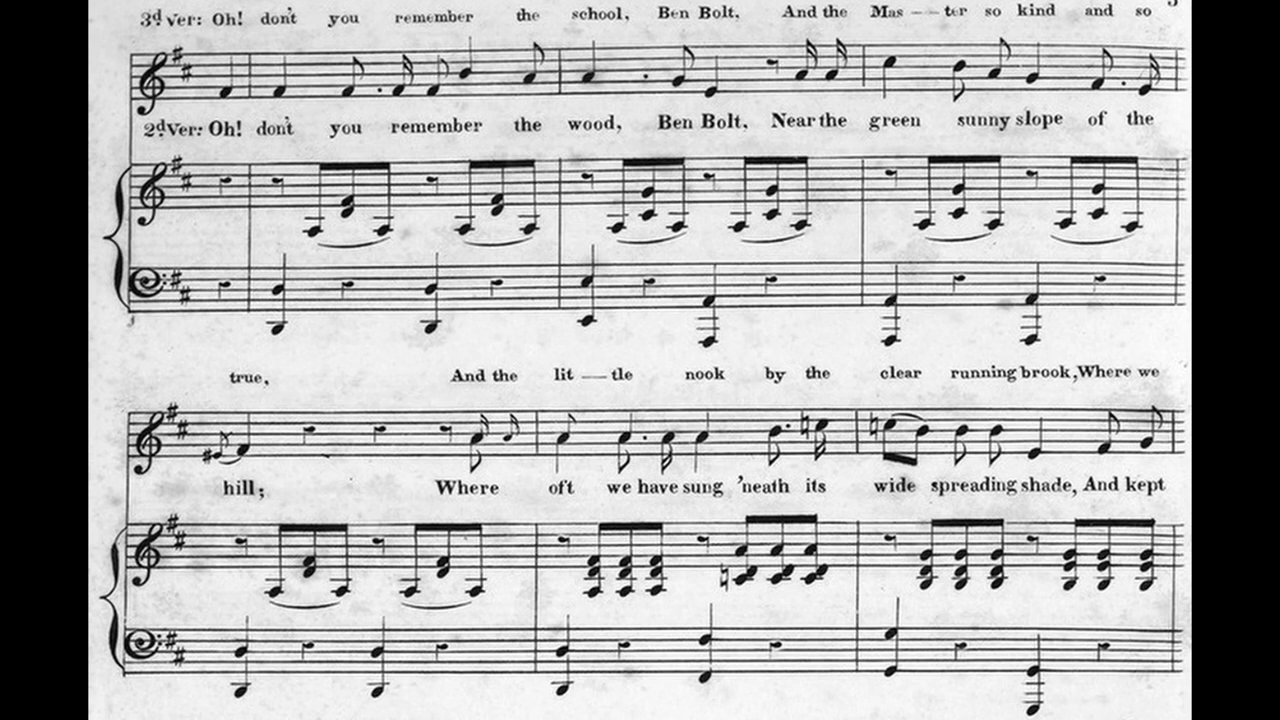 3d Ver: Oh! don't you remember the school, Ben Bolt, And the Mas -- ter so kind and so
2d Ver: Oh! don't you remember the wood, Ben Bolt, Near the green sunny slope of the
true, And the lit -- tle nook by the clear running brook, Where we
hill; Where oft we have sung 'neath its wide spreading shade, And kept